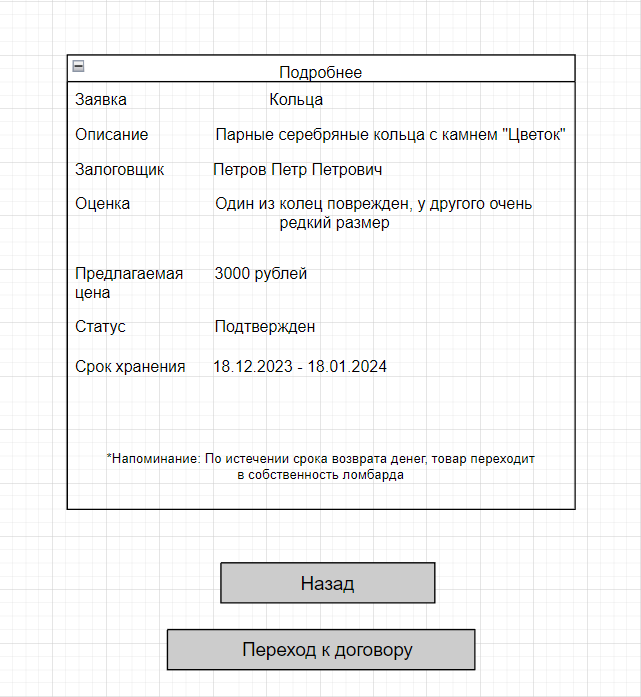 Подробнее
Заявка Кольца
Описание Парные серебряные кольца с камнем "Цветок"
Залоговщик Петров Петр Петрович
Оценка Один из колец поврежден, у другого очень
редкий размер
Предлагаемая 3000 рублей
цена
Статус Подтвержден
Срок хранения 18.12.2023 - 18.01.2024
*Напоминание: По истечении срока возврата денег, товар переходит
в собственность ломбарда
Назад
Переход к договору